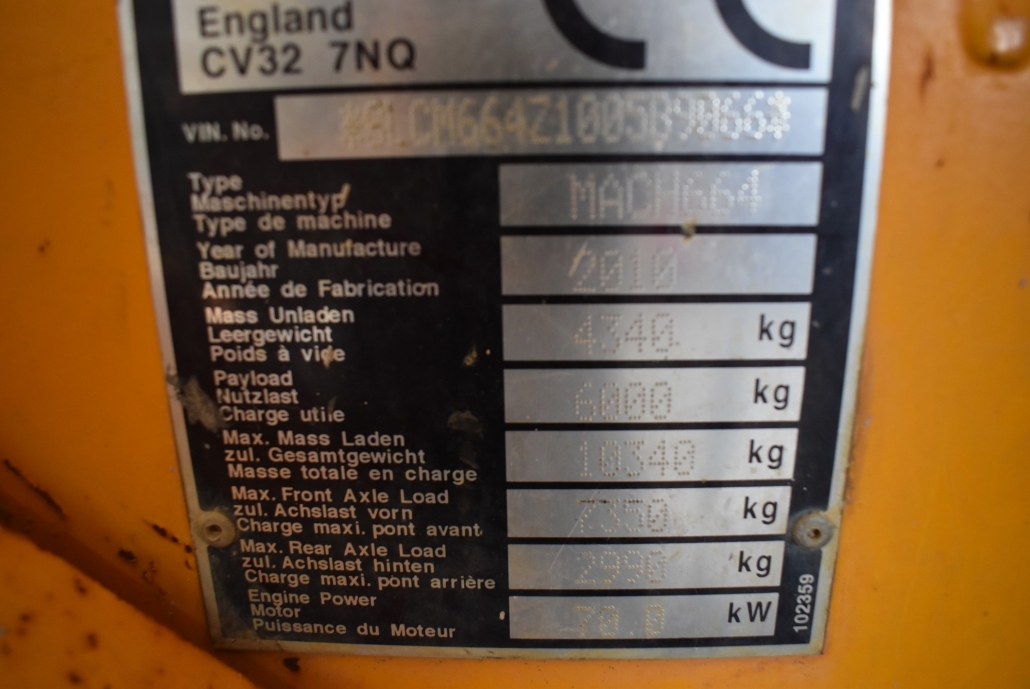 England
CV32 7NQ
CE
VIN. No.
Type
Maschinentyp
Type de machine
MACH664
Year of Manufacture
Baujahr
Année de Fabrication
2010
Mass Unladen
Leergewicht
Poids à vide
4340 kg
Payload
Nutzlast
Charge utile
6000 kg
Max. Mass Laden
zul. Gesamtgewicht
Masse totale en charge
10340 kg
Max. Front Axle Load
zul. Achslast vorn
Charge maxi. pont avant
7350 kg
Max. Rear Axle Load
zul. Achslast hinten
Charge maxi. pont arrière
2990 kg
Engine Power
Motor
Puissance du Moteur
kW
102359